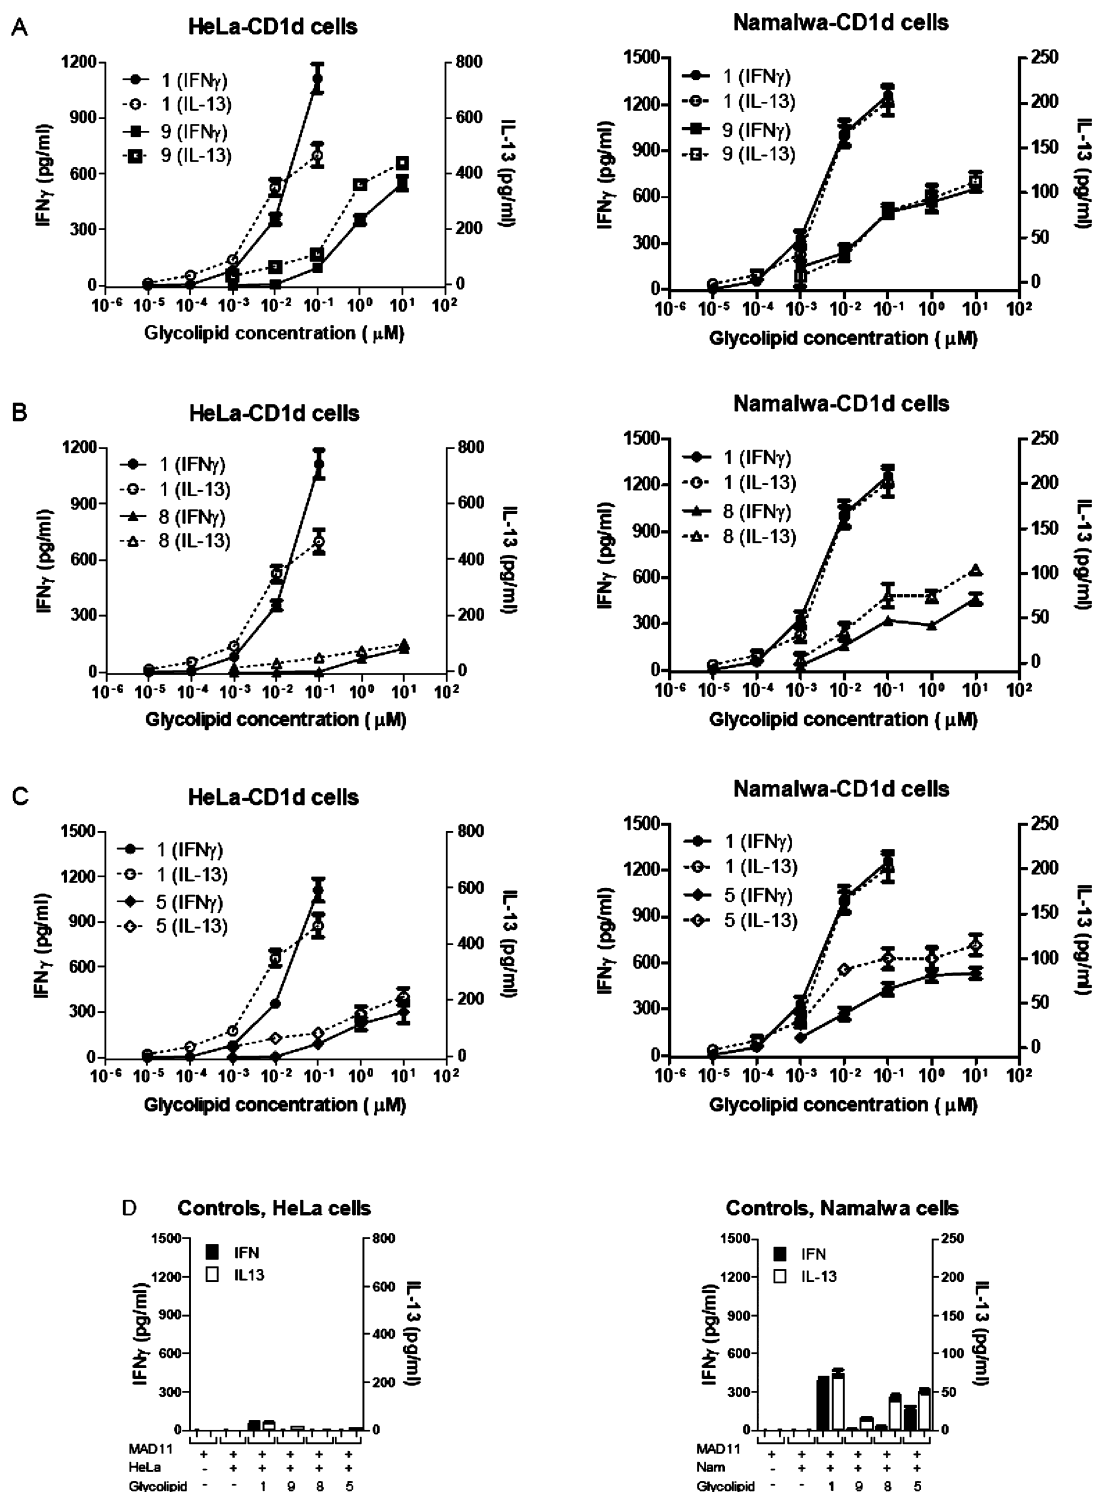 A
HeLa-CD1d cells
1200
900
600
300
0
IFNγ (pg/ml)
1 (IFNγ)
1 (IL-13)
9 (IFNγ)
9 (IL-13)
800
600
400
200
0
IL-13 (pg/ml)
10-6 10-5 10-4 10-3 10-2 10-1 100 101 102
Glycolipid concentration ( μM)
Namalwa-CD1d cells
1500
1200
900
600
300
0
IFNγ (pg/ml)
1 (IFNγ)
1 (IL-13)
9 (IFNγ)
9 (IL-13)
250
200
150
100
50
0
IL-13 (pg/ml)
10-6 10-5 10-4 10-3 10-2 10-1 100 101 102
Glycolipid concentration ( μM)
B
HeLa-CD1d cells
1200
900
600
300
0
IFNγ (pg/ml)
1 (IFNγ)
1 (IL-13)
8 (IFNγ)
8 (IL-13)
800
600
400
200
0
IL-13 (pg/ml)
10-6 10-5 10-4 10-3 10-2 10-1 100 101 102
Glycolipid concentration ( μM)
Namalwa-CD1d cells
1500
1200
900
600
300
0
IFNγ (pg/ml)
1 (IFNγ)
1 (IL-13)
8 (IFNγ)
8 (IL-13)
250
200
150
100
50
0
IL-13 (pg/ml)
10-6 10-5 10-4 10-3 10-2 10-1 100 101 102
Glycolipid concentration ( μM)
C
HeLa-CD1d cells
1500
1200
900
600
300
0
IFNγ (pg/ml)
1 (IFNγ)
1 (IL-13)
5 (IFNγ)
5 (IL-13)
800
600
400
200
0
IL-13 (pg/ml)
10-6 10-5 10-4 10-3 10-2 10-1 100 101 102
Glycolipid concentration ( μM)
Namalwa-CD1d cells
1500
1200
900
600
300
0
IFNγ (pg/ml)
1 (IFNγ)
1 (IL-13)
5 (IFNγ)
5 (IL-13)
250
200
150
100
50
0
IL-13 (pg/ml)
10-6 10-5 10-4 10-3 10-2 10-1 100 101 102
Glycolipid concentration ( μM)
D
Controls, HeLa cells
1500
1200
900
600
300
0
IFNγ (pg/ml)
IFN
IL13
800
600
400
200
0
IL-13 (pg/ml)
MAD11 + + + + + +
HeLa - + + + + +
Glycolipid - - 1 9 8 5
Controls, Namalwa cells
1500
1200
900
600
300
0
IFNγ (pg/ml)
IFN
IL-13
250
200
150
100
50
0
IL-13 (pg/ml)
MAD11 + + + + + +
Nam - + + + + +
Glycolipid - - 1 9 8 5